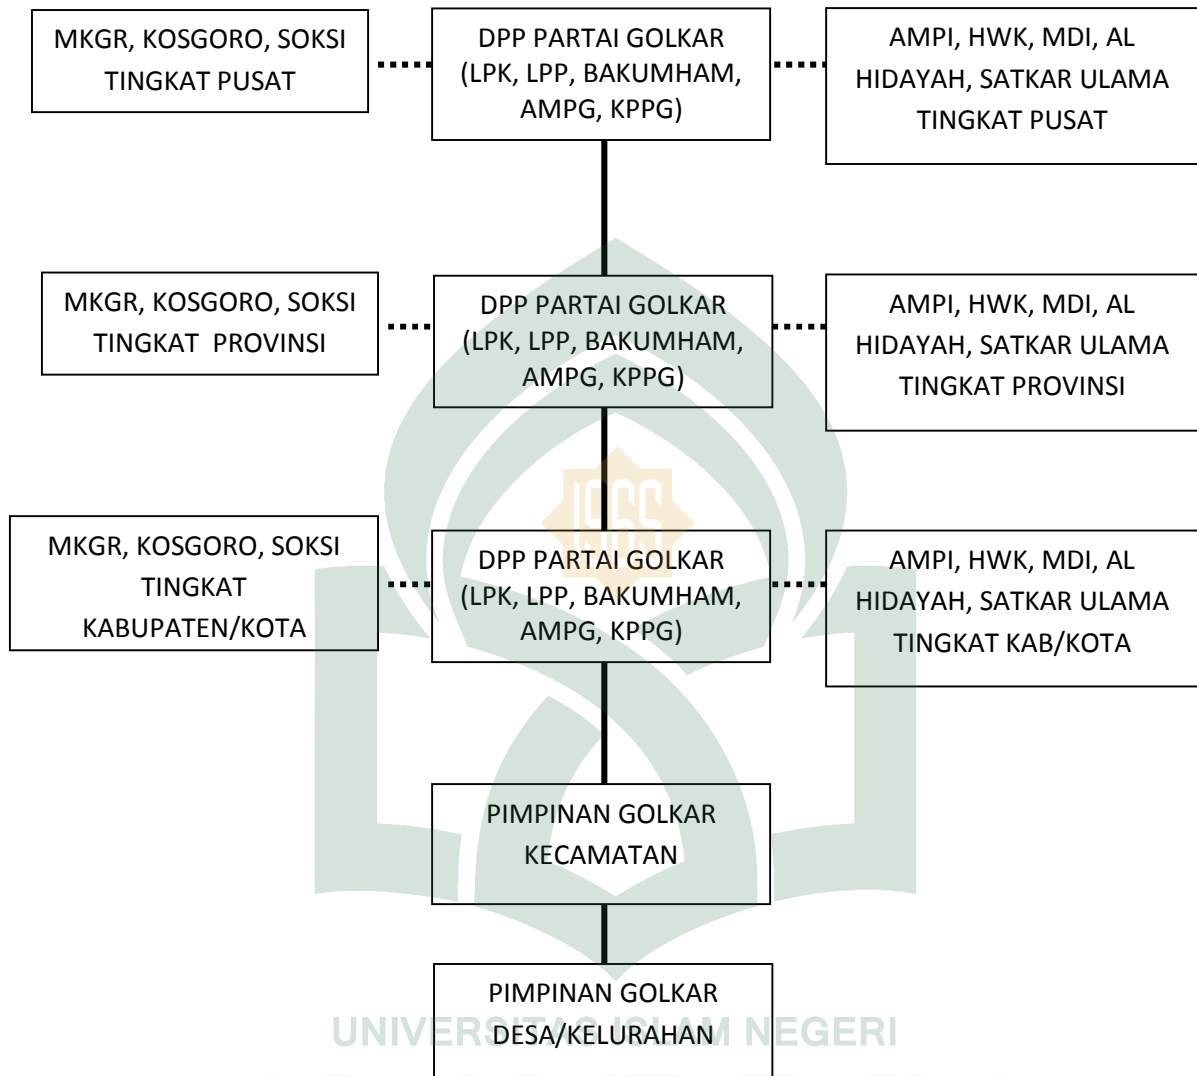 MKGR, KOSGORO, SOKSI
TINGKAT PUSAT
DPP PARTAI GOLKAR
(LPK, LPP, BAKUMHAM,
AMPG, KPPG)
AMPI, HWK, MDI, AL
HIDAYAH, SATKAR ULAMA
TINGKAT PUSAT
MKGR, KOSGORO, SOKSI
TINGKAT PROVINSI
DPP PARTAI GOLKAR
(LPK, LPP, BAKUMHAM,
AMPG, KPPG)
AMPI, HWK, MDI, AL
HIDAYAH, SATKAR ULAMA
TINGKAT PROVINSI
MKGR, KOSGORO, SOKSI
TINGKAT
KABUPATEN/KOTA
DPP PARTAI GOLKAR
(LPK, LPP, BAKUMHAM,
AMPG, KPPG)
AMPI, HWK, MDI, AL
HIDAYAH, SATKAR ULAMA
TINGKAT KAB/KOTA
PIMPINAN GOLKAR
KECAMATAN
PIMPINAN GOLKAR
DESA/KELURAHAN
UNIVERSITAS ISLAM NEGERI